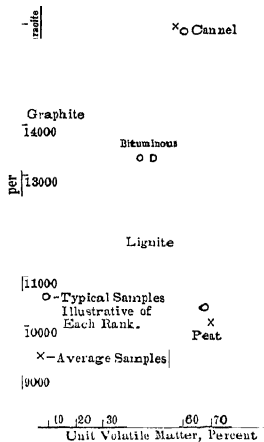 Cannel
Graphite
14000
Bituminous
per
13000
Lignite
11000
O-Typical Samples
Illustrative of
Each Rank.
10000
Peat
×-Average Samples
9000
10 20 30 60 70
Unit Volatile Matter, Percent